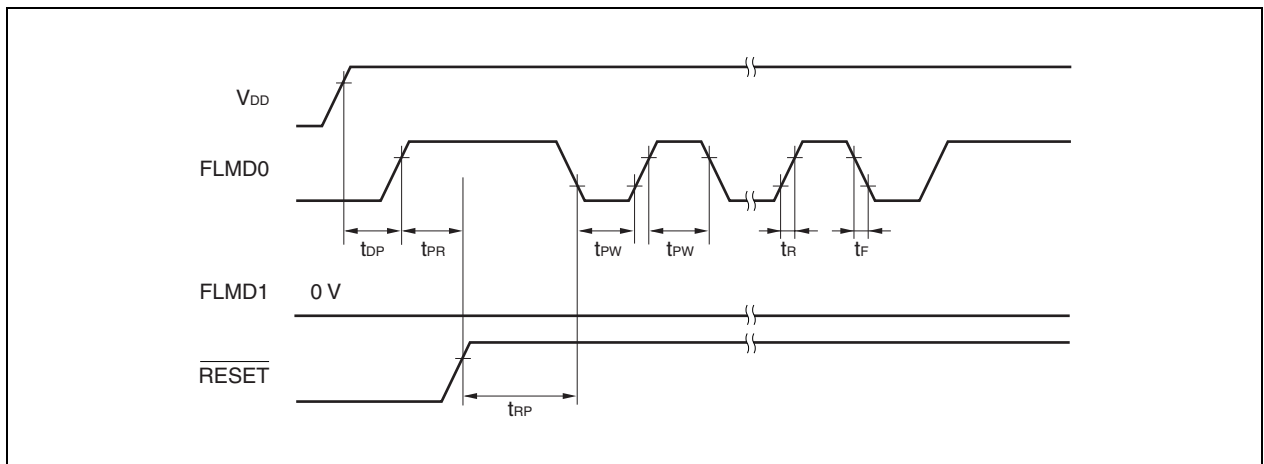 VDD
FLMD0
tDP tPR tPW tPW tR tF
FLMD1 0 V
RESET
tRP